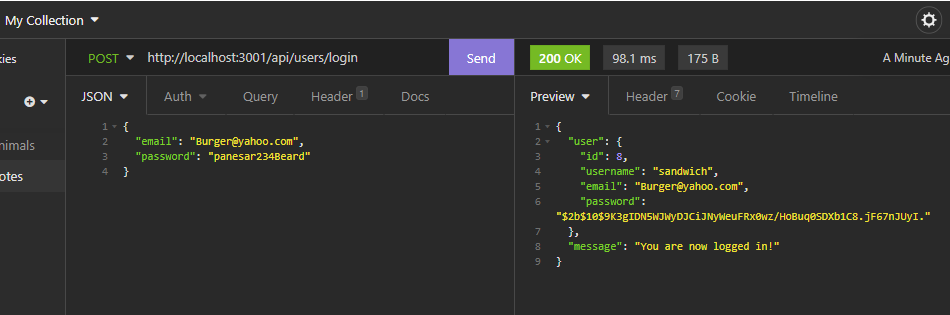 My Collection
kies
POST http://localhost:3001/api/users/login Send 200 OK 98.1 ms 175 B A Minute Ag
JSON Auth Query Header 1 Docs Preview Header 7 Cookie Timeline
nimals
otes
1 {
2 "email": "Burger@yahoo.com",
3 "password": "panesar234Beard"
4 }
1 {
2 "user": {
3 "id": 8,
4 "username": "sandwich",
5 "email": "Burger@yahoo.com",
6 "password":
"$2b$10$9K3gIDN5WJWyDJCiJNyWeuFRx0wz/HoBuq0SDXb1C8.jF67nJUyI."
7 },
8 "message": "You are now logged in!"
9 }